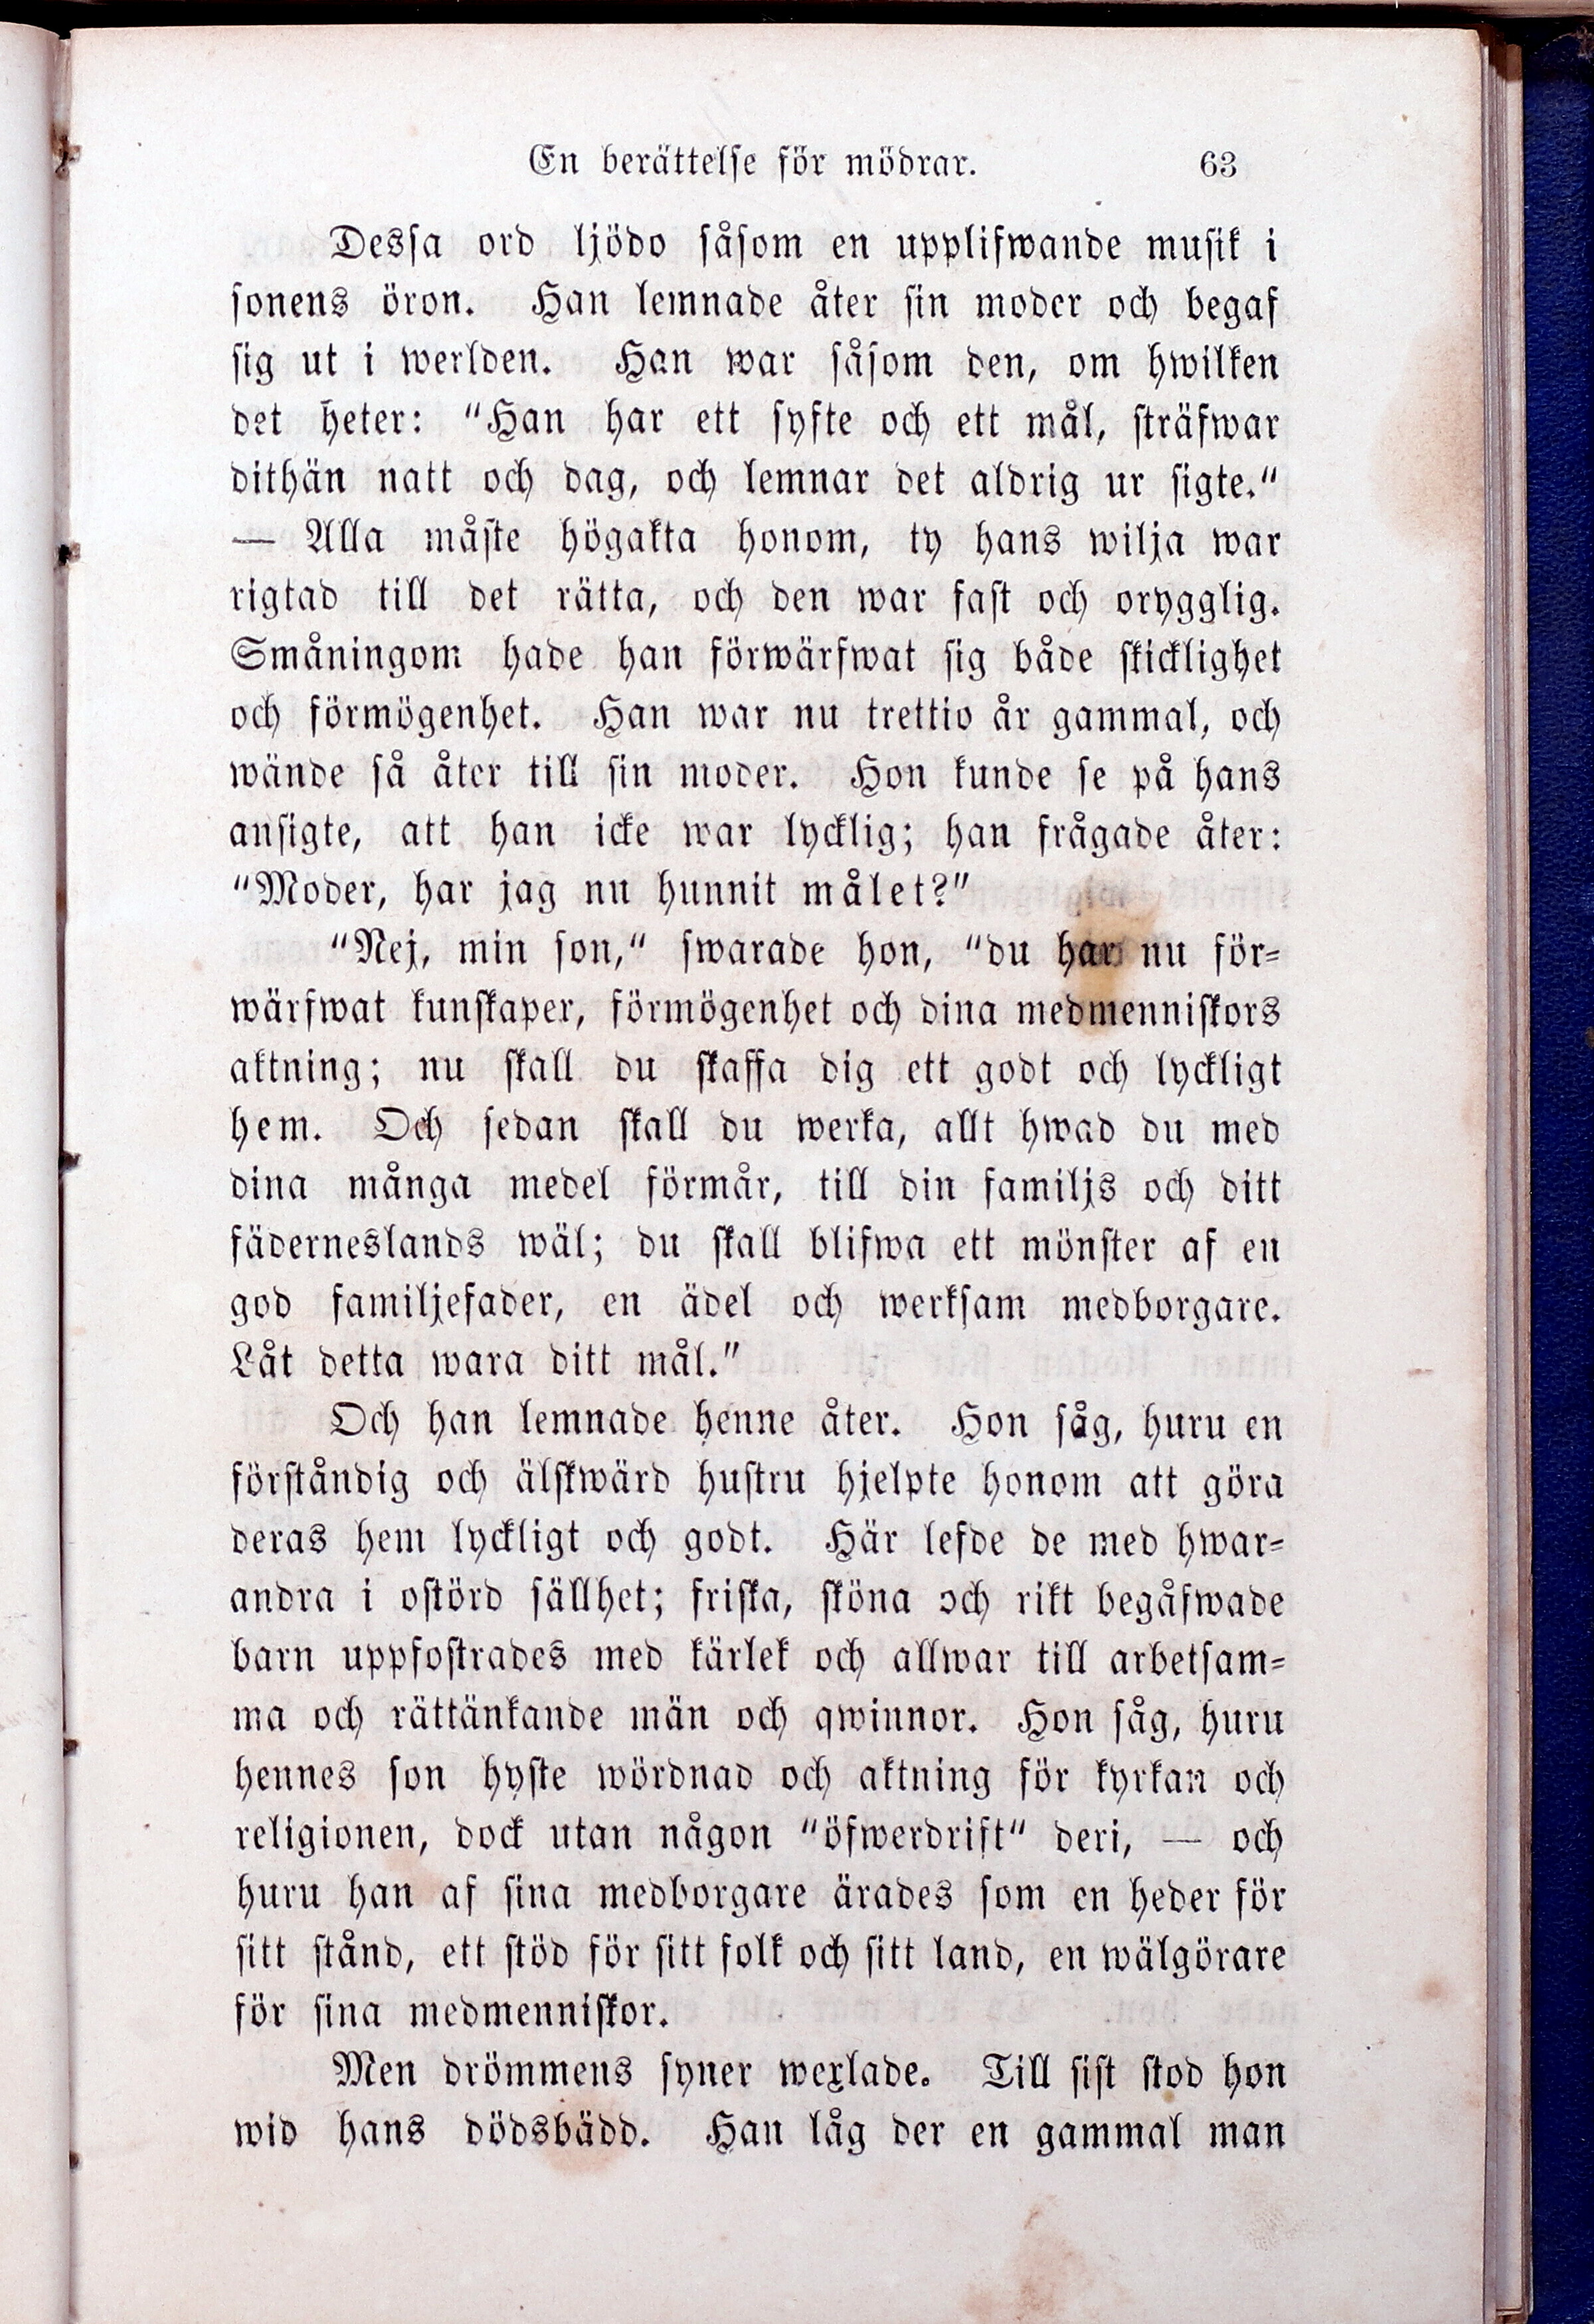 En berättelse för mödrar. 63
Dessa ord ljödo såsom en upplifwande musik i
sonens öron. Han lemnade åter sin moder och begaf
sig ut i werlden. Han war såsom den, om hwilken
det heter: "Han har ett syfte och ett mål, sträfwar
dithän natt och dag, och lemnar det aldrig ur sigte."
— Alla måste högakta honom, ty hans wilja war
rigtad till det rätta, och den war fast och orygglig.
Småningom hade han förwärfwat sig både skicklighet
och förmögenhet. Han war nu trettio år gammal, och
wände så åter till sin moder. Hon kunde se på hans
ansigte, att han icke war lycklig; han frågade åter:
"Moder, har jag nu hunnit målet?"
"Nej, min son," swarade hon, "du har nu för-
wärfwat kunskaper, förmögenhet och dina medmenniskors
aktning; nu skall du skaffa dig ett godt och lyckligt
hem. Och sedan skall du werka, allt hwad du med
dina många medel förmår, till din familjs och ditt
fäderneslands wäl; du skall blifwa ett mönster af en
god familjefader, en ädel och werksam medborgare.
Låt detta wara ditt mål."
Och han lemnade henne åter. Hon såg, huru en
förståndig och älskwärd hustru hjelpte honom att göra
deras hem lyckligt och godt. Här lefde de med hwar-
andra i ostörd sällhet; friska, sköna och rikt begåfwade
barn uppfostrades med kärlek och allwar till arbetsam-
ma och rättänkande män och qwinnor. Hon såg, huru
hennes son hyste wördnad och aktning för kyrkan och
religionen, dock utan någon "öfwerdrift" deri, — och
huru han af sina medborgare ärades som en heder för
sitt stånd, ett stöd för sitt folk och sitt land, en wälgörare
för sina medmenniskor.
Men drömmens syner wexlade. Till sist stod hon
wid hans dödsbädd. Han låg der en gammal man